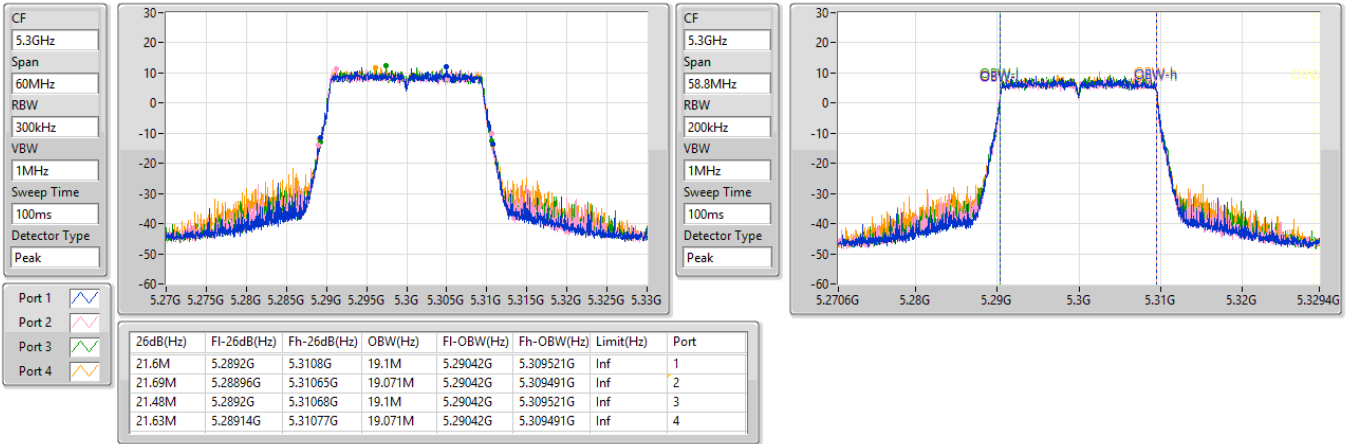 CF
5.3GHz
Span
60MHz
RBW
300kHz
VBW
1MHz
Sweep Time
100ms
Detector Type
Peak
30
20
10
0
-10
-20
-30
-40
-50
-60
5.27G 5.275G 5.28G 5.285G 5.29G 5.295G 5.3G 5.305G 5.31G 5.315G 5.32G 5.325G 5.33G
CF
5.3GHz
Span
58.8MHz
RBW
200kHz
VBW
1MHz
Sweep Time
100ms
Detector Type
Peak
30
20
10
0
-10
-20
-30
-40
-50
-60
OBW-l OBW-h OBW
5.2706G 5.28G 5.29G 5.3G 5.31G 5.32G 5.3294G
Port 1
Port 2
Port 3
Port 4
26dB(Hz) Fl-26dB(Hz) Fh-26dB(Hz) OBW(Hz) Fl-OBW(Hz) Fh-OBW(Hz) Limit(Hz) Port
21.6M 5.2892G 5.3108G 19.1M 5.29042G 5.309521G Inf 1
21.69M 5.28896G 5.31065G 19.071M 5.29042G 5.309491G Inf 2
21.48M 5.2892G 5.31068G 19.1M 5.29042G 5.309521G Inf 3
21.63M 5.28914G 5.31077G 19.071M 5.29042G 5.309491G Inf 4